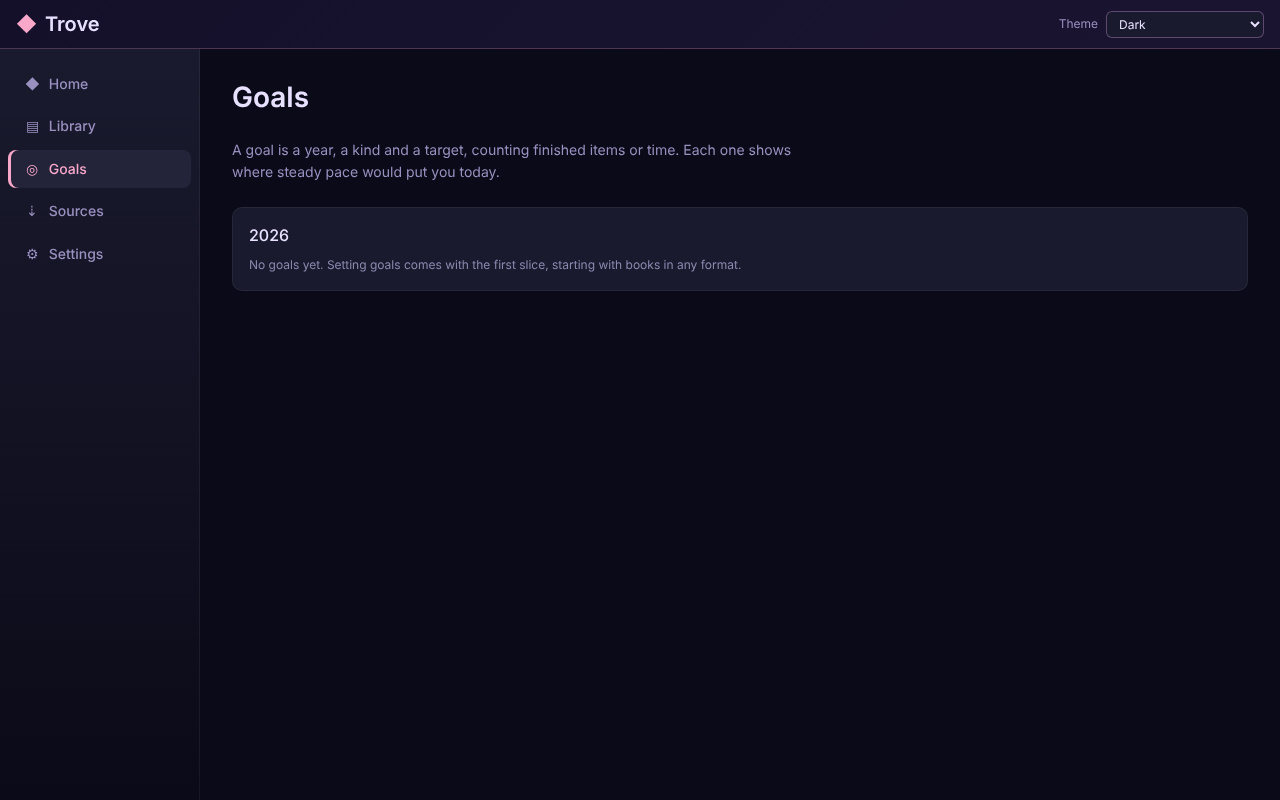 Trove
Theme
Dark
Home
Library
Goals
Sources
Settings
Goals
A goal is a year, a kind and a target, counting finished items or time. Each one shows
where steady pace would put you today.
2026
No goals yet. Setting goals comes with the first slice, starting with books in any format.